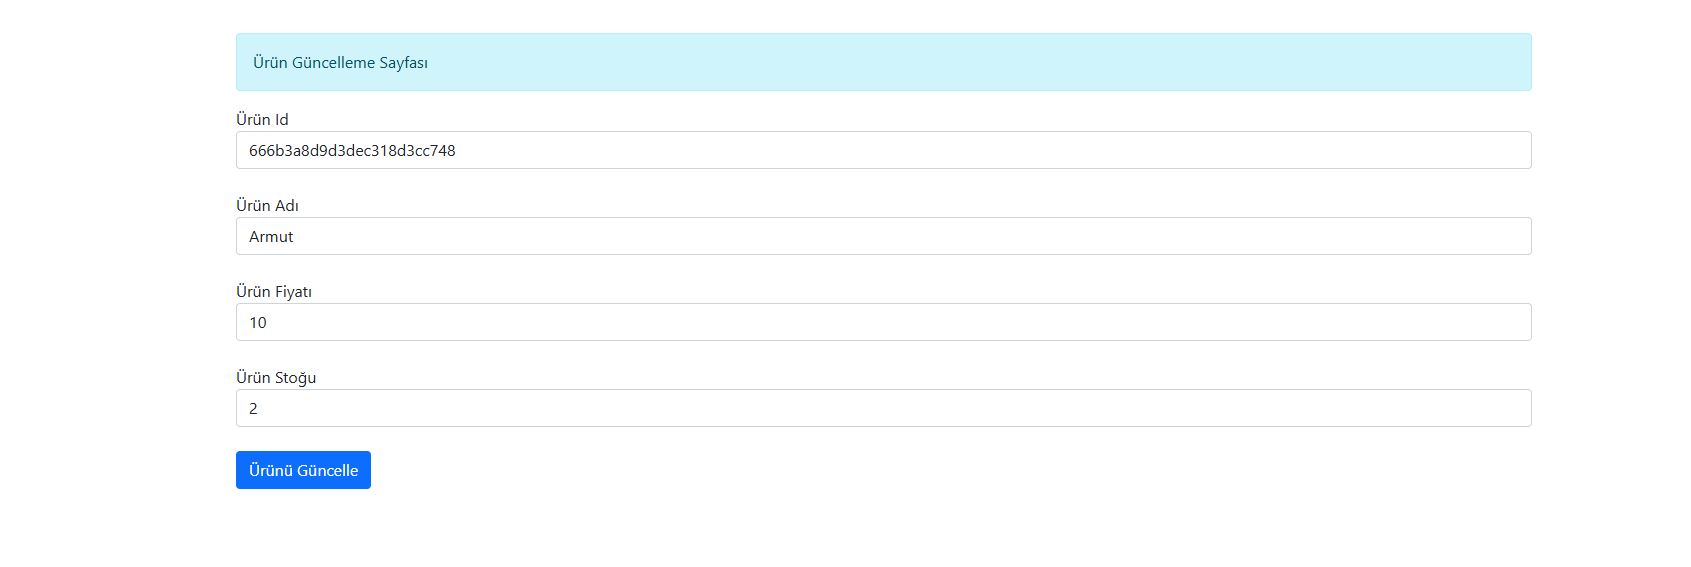 Ürün Güncelleme Sayfası
Ürün Id
666b3a8d9d3dec318d3cc748
Ürün Adı
Armut
Ürün Fiyatı
10
Ürün Stoğu
2
Ürünü Güncelle